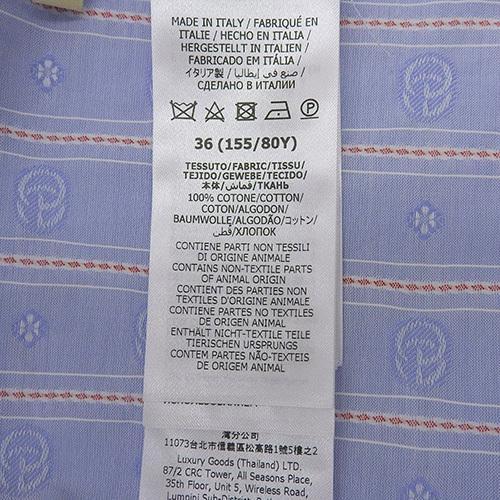 MADE IN ITALY / FABRIQUÉ EN
ITALIE / HECHO EN ITALIA /
HERGESTELLT IN ITALIEN /
FABRICADO EM ITÁLIA /
イタリア製 / صنع في إيطاليا /
СДЕЛАНО В ИТАЛИИ
36 (155/80Y)
TESSUTO/FABRIC/TISSU/
TEJIDO/GEWEBE/TECIDO/
本体/قماش/ТКАНЬ
100% COTONE/COTTON/
COTON/ALGODON/
BAUMWOLLE/ALGODÃO/コットン/
قطن/ХЛОПОК
CONTIENE PARTI NON TESSILI
DI ORIGINE ANIMALE
CONTAINS NON-TEXTILE PARTS
OF ANIMAL ORIGIN
CONTIENT DES PARTIES NON
TEXTILES D'ORIGINE ANIMALE
CONTIENE PARTES NO TEXTILES
DE ORIGEN ANIMAL
ENTHÄLT NICHT-TEXTILE TEILE
TIERISCHEN URSPRUNGS
CONTEM PARTES NÃO-TEXTEIS
DE ORIGEM ANIMAL
灣分公司
11073台北市信義區松高路1號5樓之2
Luxury Goods (Thailand) LTD.
87/2 CRC Tower, All Seasons Place,
35 Floor, Unit 5, Wireless Road,
Lumpini Sub-District,